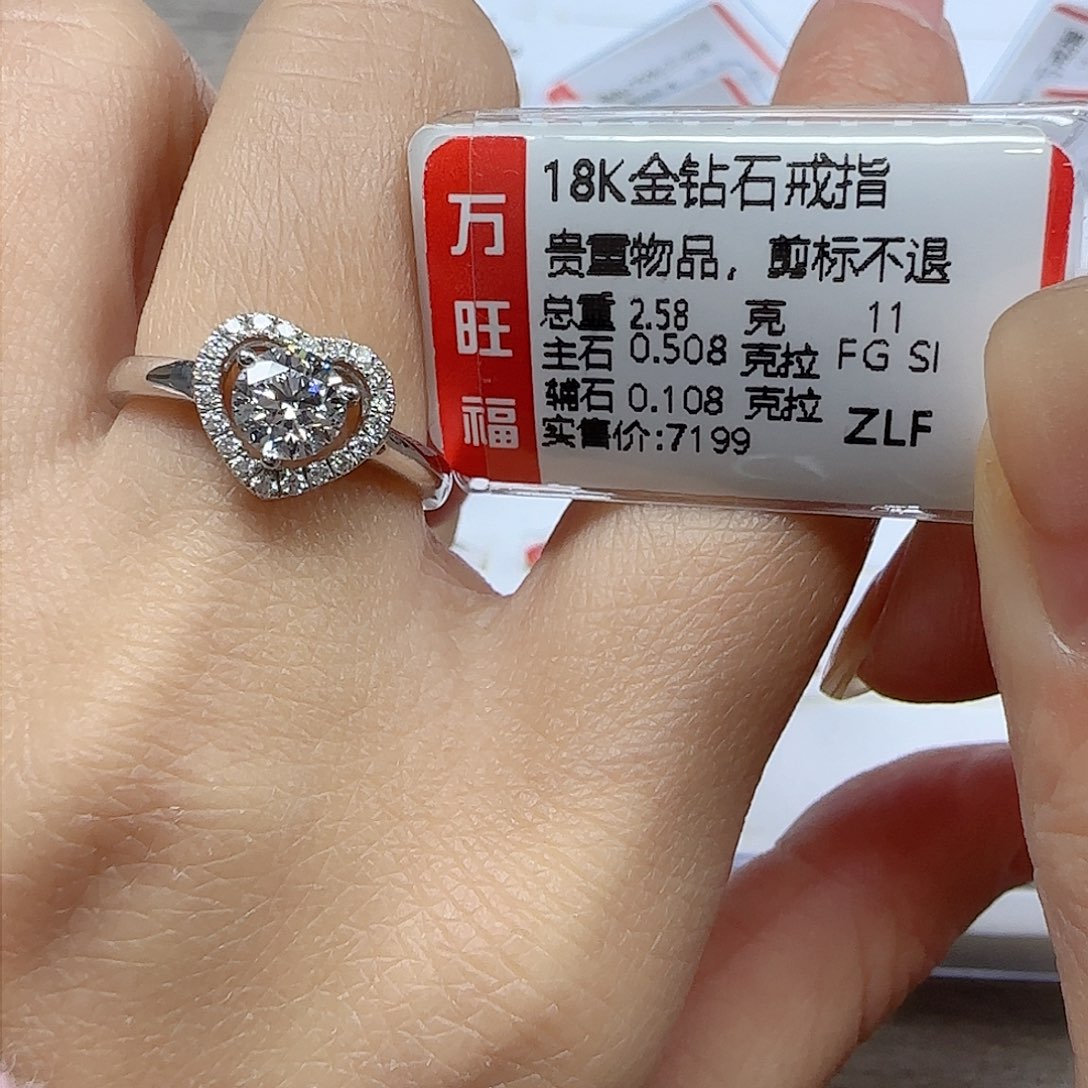 万旺福
18K金钻石戒指
贵重物品，剪标不退
总重 2.58 克 11
主石 0.508 克拉 FG SI
辅石 0.108 克拉
实售价:7199 ZLF